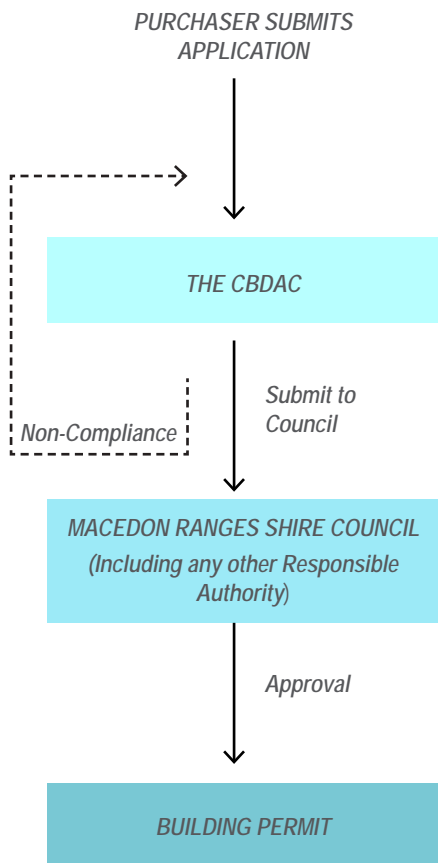 PURCHASER SUBMITS
APPLICATION
THE CBDAC
Submit to
Council
Non-Compliance
MACEDON RANGES SHIRE COUNCIL
(Including any other Responsible
Authority)
Approval
BUILDING PERMIT